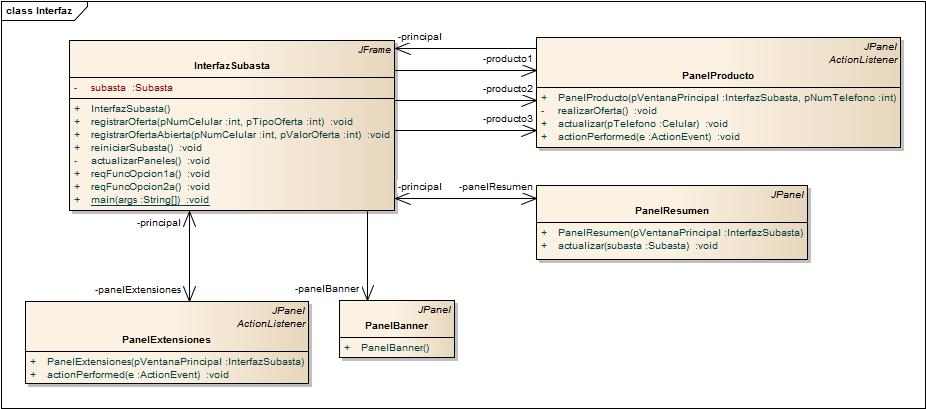 class Interfaz
JFrame
InterfazSubasta
- subasta :Subasta
+ InterfazSubasta()
+ registrarOferta(pNumCelular :int, pTipoOferta :int) :void
+ registrarOfertaAbierta(pNumCelular :int, pValorOferta :int) :void
+ reiniciarSubasta() :void
- actualizarPaneles() :void
+ reqFuncOpcion1a() :void
+ reqFuncOpcion2a() :void
+ main(args :String[]) :void
-principal
-producto1
-producto2
-producto3
JPanel
ActionListener
PanelProducto
+ PanelProducto(pVentanaPrincipal :InterfazSubasta, pNumTelefono :int)
- realizarOferta() :void
+ actualizar(pTelefono :Celular) :void
+ actionPerformed(e :ActionEvent) :void
-principal
-panelResumen
JPanel
PanelResumen
+ PanelResumen(pVentanaPrincipal :InterfazSubasta)
+ actualizar(subasta :Subasta) :void
-principal
-panelExtensiones
-panelBanner
JPanel
ActionListener
PanelExtensiones
+ PanelExtensiones(pVentanaPrincipal :InterfazSubasta)
+ actionPerformed(e :ActionEvent) :void
JPanel
PanelBanner
+ PanelBanner()